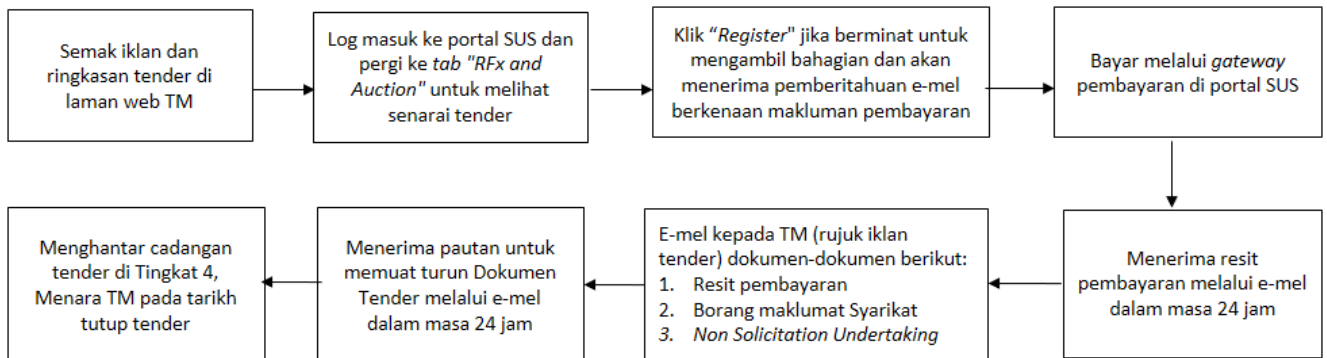 Semak iklan dan
ringkasan tender di
laman web TM
Log masuk ke portal SUS dan
pergi ke tab "RFx and
Auction" untuk melihat
senarai tender
Klik “Register" jika berminat untuk
mengambil bahagian dan akan
menerima pemberitahuan e-mel
berkenaan makluman pembayaran
Bayar melalui gateway
pembayaran di portal SUS
Menerima resit
pembayaran melalui e-mel
dalam masa 24 jam
E-mel kepada TM (rujuk iklan
tender) dokumen-dokumen berikut:
1. Resit pembayaran
2. Borang maklumat Syarikat
3. Non Solicitation Undertaking
Menerima pautan untuk
memuat turun Dokumen
Tender melalui e-mel
dalam masa 24 jam
Menghantar cadangan
tender di Tingkat 4,
Menara TM pada tarikh
tutup tender